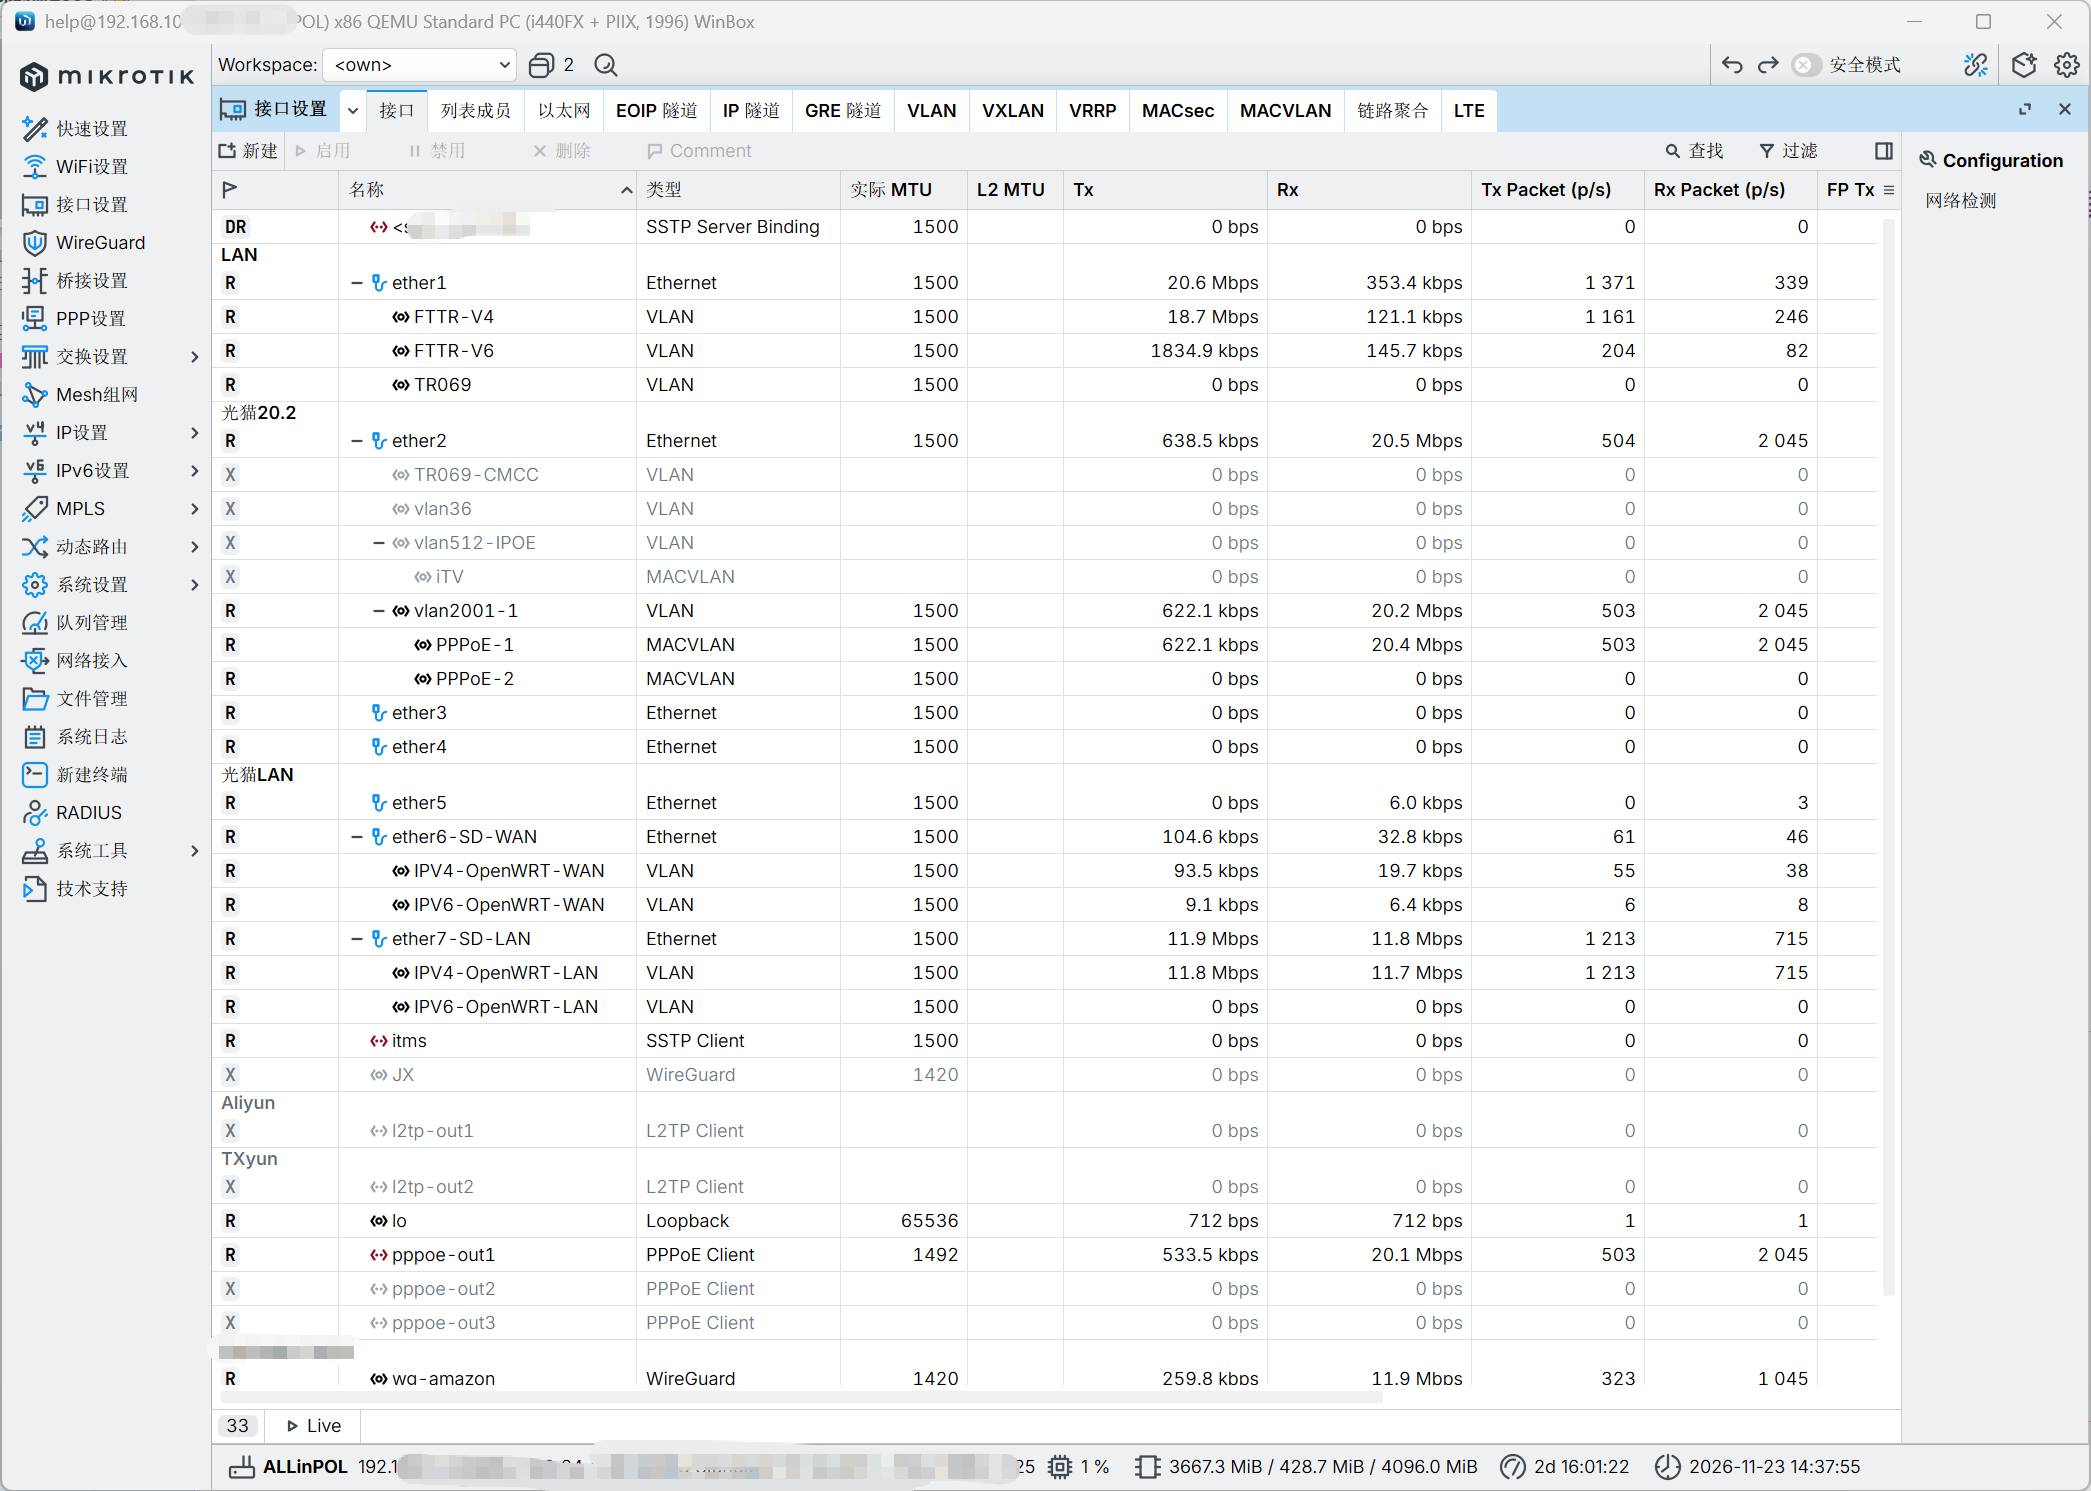 help@192.168.10 POL) x86 QEMU Standard PC (i440FX + PIIX, 1996) WinBox
MikroTik
Workspace: <own> 2 安全模式
接口设置 接口 列表成员 以太网 EOIP 隧道 IP 隧道 GRE 隧道 VLAN VXLAN VRRP MACsec MACVLAN 链路聚合 LTE
新建 启用 禁用 删除 Comment 查找 过滤
Configuration
网络检测
快速设置
WiFi设置
接口设置
WireGuard
桥接设置
PPP设置
交换设置
Mesh组网
IP设置
IPv6设置
MPLS
动态路由
系统设置
队列管理
网络接入
文件管理
系统日志
新建终端
RADIUS
系统工具
技术支持
名称 类型 实际 MTU L2 MTU Tx Rx Tx Packet (p/s) Rx Packet (p/s) FP Tx
DR <s SSTP Server Binding 1500 0 bps 0 bps 0 0
LAN
R ether1 Ethernet 1500 20.6 Mbps 353.4 kbps 1 371 339
R FTTR-V4 VLAN 1500 18.7 Mbps 121.1 kbps 1 161 246
R FTTR-V6 VLAN 1500 1834.9 kbps 145.7 kbps 204 82
R TR069 VLAN 1500 0 bps 0 bps 0 0
光猫20.2
R ether2 Ethernet 1500 638.5 kbps 20.5 Mbps 504 2 045
X TR069-CMCC VLAN 0 bps 0 bps 0 0
X vlan36 VLAN 0 bps 0 bps 0 0
X vlan512-IPOE VLAN 0 bps 0 bps 0 0
X iTV MACVLAN 0 bps 0 bps 0 0
R vlan2001-1 VLAN 1500 622.1 kbps 20.2 Mbps 503 2 045
R PPPoE-1 MACVLAN 1500 622.1 kbps 20.4 Mbps 503 2 045
R PPPoE-2 MACVLAN 1500 0 bps 0 bps 0 0
R ether3 Ethernet 1500 0 bps 0 bps 0 0
R ether4 Ethernet 1500 0 bps 0 bps 0 0
光猫LAN
R ether5 Ethernet 1500 0 bps 6.0 kbps 0 3
R ether6-SD-WAN Ethernet 1500 104.6 kbps 32.8 kbps 61 46
R IPV4-OpenWRT-WAN VLAN 1500 93.5 kbps 19.7 kbps 55 38
R IPV6-OpenWRT-WAN VLAN 1500 9.1 kbps 6.4 kbps 6 8
R ether7-SD-LAN Ethernet 1500 11.9 Mbps 11.8 Mbps 1 213 715
R IPV4-OpenWRT-LAN VLAN 1500 11.8 Mbps 11.7 Mbps 1 213 715
R IPV6-OpenWRT-LAN VLAN 1500 0 bps 0 bps 0 0
R itms SSTP Client 1500 0 bps 0 bps 0 0
X JX WireGuard 1420 0 bps 0 bps 0 0
Aliyun
X l2tp-out1 L2TP Client 0 bps 0 bps 0 0
TXyun
X l2tp-out2 L2TP Client 0 bps 0 bps 0 0
R lo Loopback 65536 712 bps 712 bps 1 1
R pppoe-out1 PPPoE Client 1492 533.5 kbps 20.1 Mbps 503 2 045
X pppoe-out2 PPPoE Client 0 bps 0 bps 0 0
X pppoe-out3 PPPoE Client 0 bps 0 bps 0 0
R wg-amazon WireGuard 1420 259.8 kbps 11.9 Mbps 323 1 045
33 Live
ALLinPOL 192.1 25 1 % 3667.3 MiB / 428.7 MiB / 4096.0 MiB 2d 16:01:22 2026-11-23 14:37:55